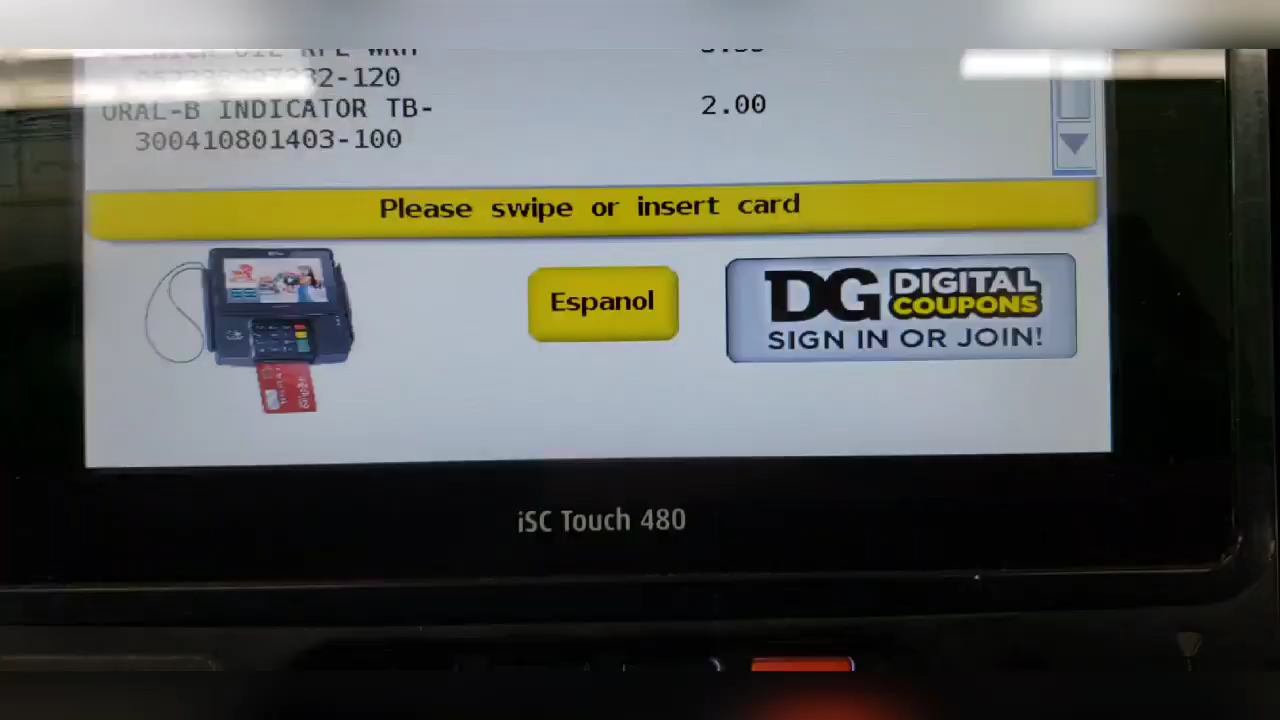 ORAL-B INDICATOR TB-
2.00
300410801403-100
Please swipe or insert card
Espanol
DG DIGITAL COUPONS
SIGN IN OR JOIN!
iSC Touch 480